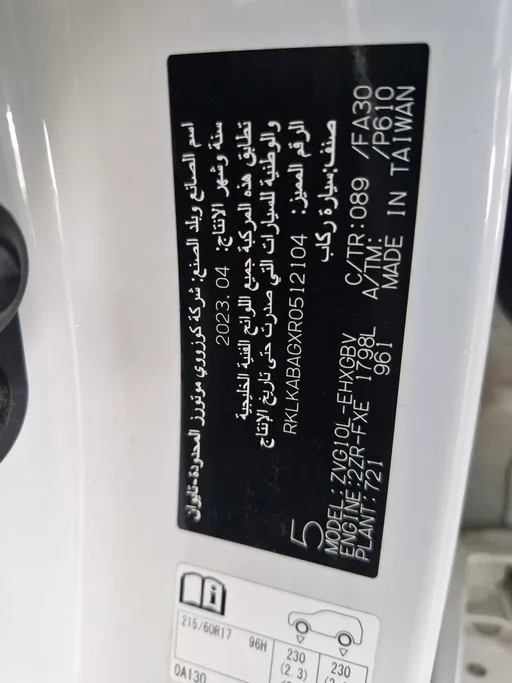 اسم الصانع وبلد الصنع: شركة كوزووي موتورز المحدودة-تايوان
سنة وشهر الانتاج: 2023.04
تطابق هذه المركبة جميع اللوائح الفنية الخليجية
والوطنية للسيارات التي صدرت حتى تاريخ الإنتاج
الرقم المميز: RKLKABAGXR0512104
صنف:سيارة ركاب
5
MODEL:ZVG10L-EHXGBV C/TR:089 /FA30
ENGINE:2ZR-FXE 1798L A/TM: /P610
PLANT:721 961 MADE IN TAIWAN
215/60R17 96H 230 (2.3) 230
0A130